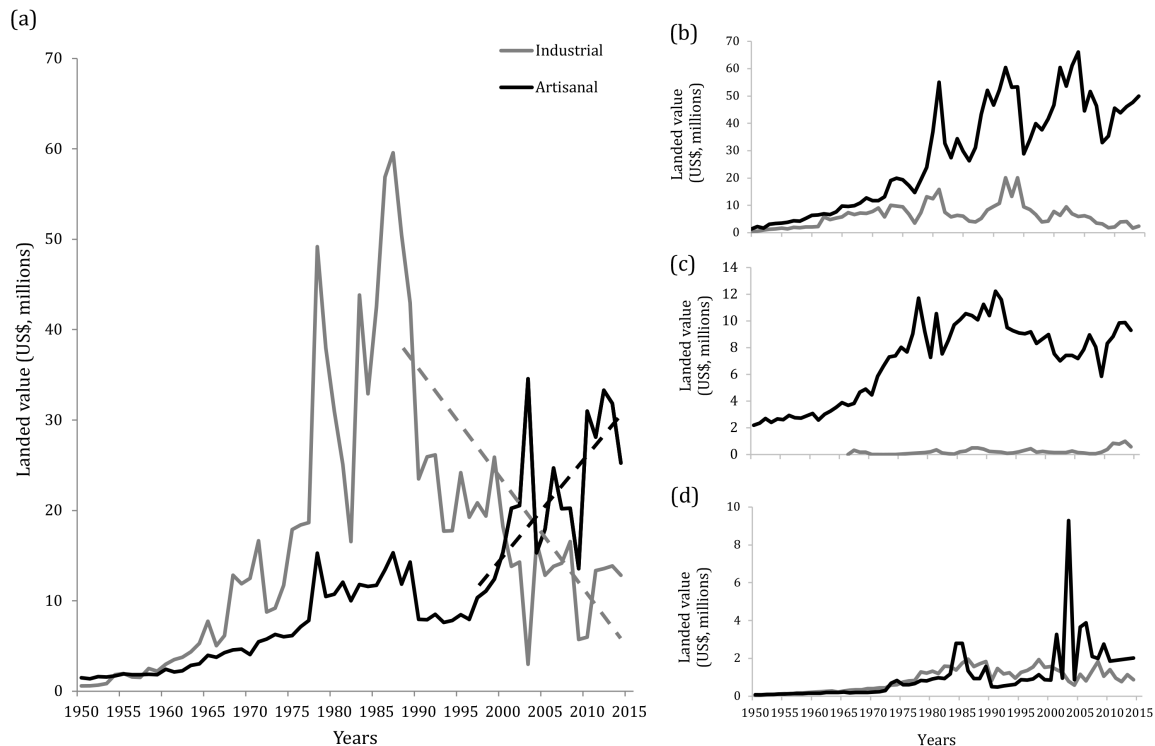 (a)
Industrial
Artisanal
70
60
50
40
30
20
10
0
Landed value (US$, millions)
1950 1955 1960 1965 1970 1975 1980 1985 1990 1995 2000 2005 2010 2015
Years
(b)
70
60
50
40
30
20
10
0
Landed value
(US$, millions)
(c)
14
12
10
8
6
4
2
0
Landed value
(US$, millions)
(d)
10
8
6
4
2
0
Landed value
(US$, millions)
1950 1955 1960 1965 1970 1975 1980 1985 1990 1995 2000 2005 2010 2015
Years